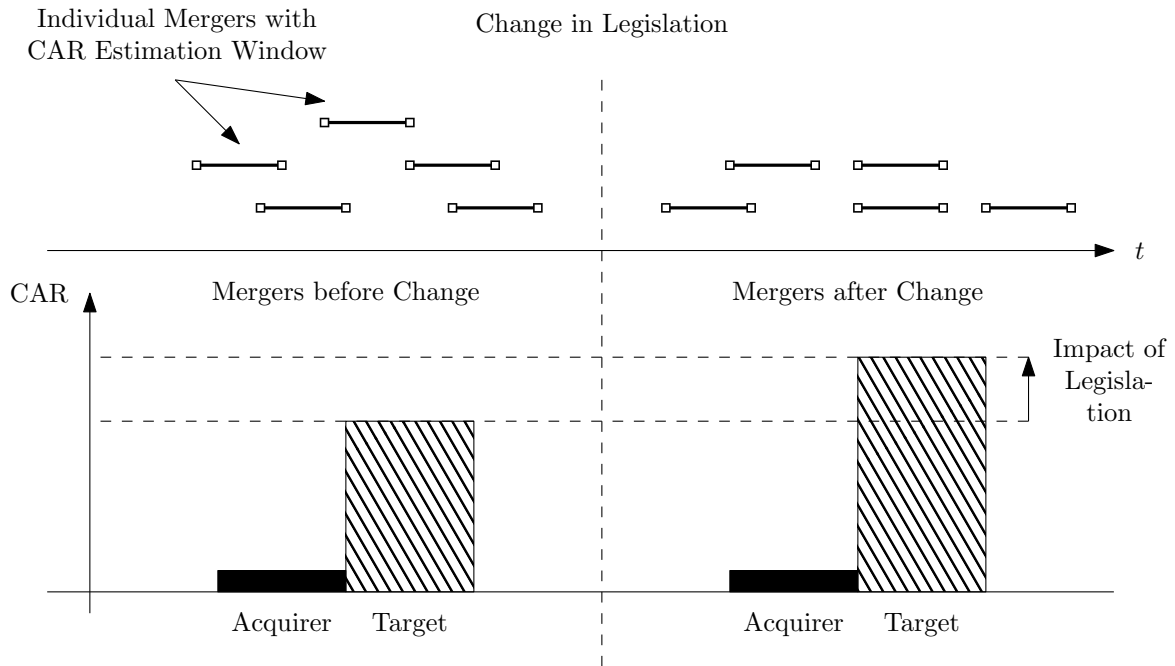 Individual Mergers with
CAR Estimation Window
Change in Legislation
t
CAR
Mergers before Change
Mergers after Change
Impact of
Legisla-
tion
Acquirer
Target
Acquirer
Target